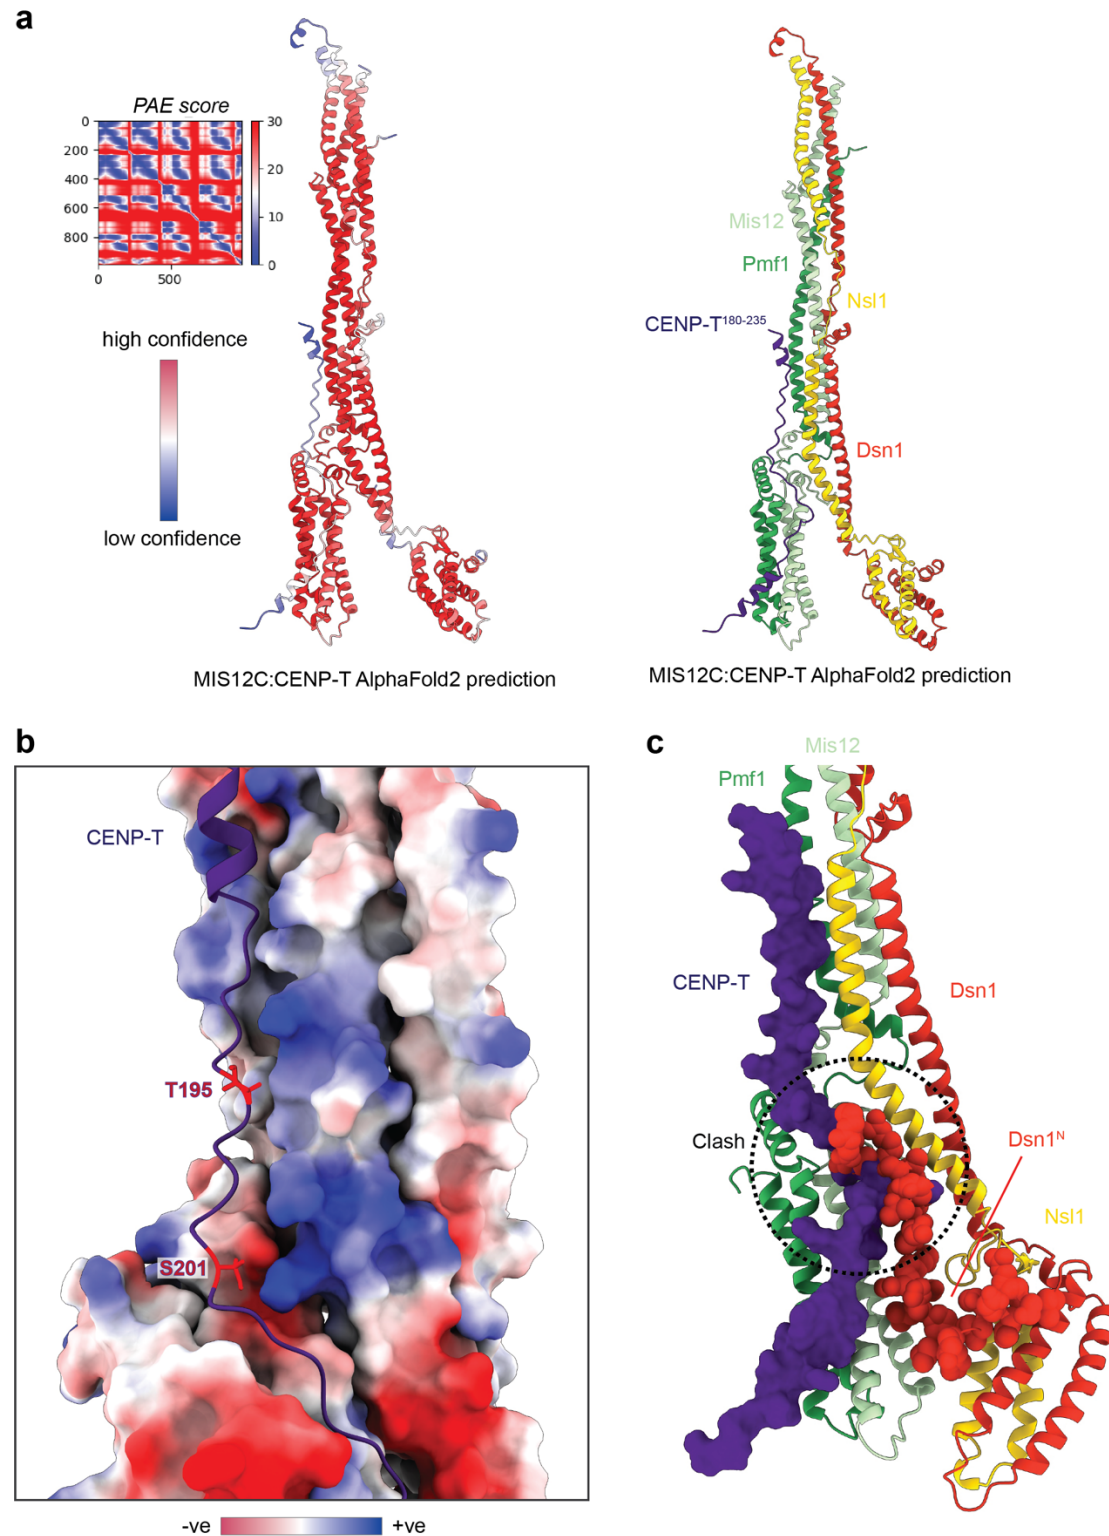 a
PAE score
0
200
400
600
800
0
500
30
20
10
0
high confidence
low confidence
MIS12C:CENP-T AlphaFold2 prediction
Mis12
Pmf1
Nsl1
CENP-T180-235
Dsn1
MIS12C:CENP-T AlphaFold2 prediction
b
CENP-T
T195
S201
-ve
+ve
c
Mis12
Pmf1
CENP-T
Dsn1
Clash
Dsn1N
Nsl1